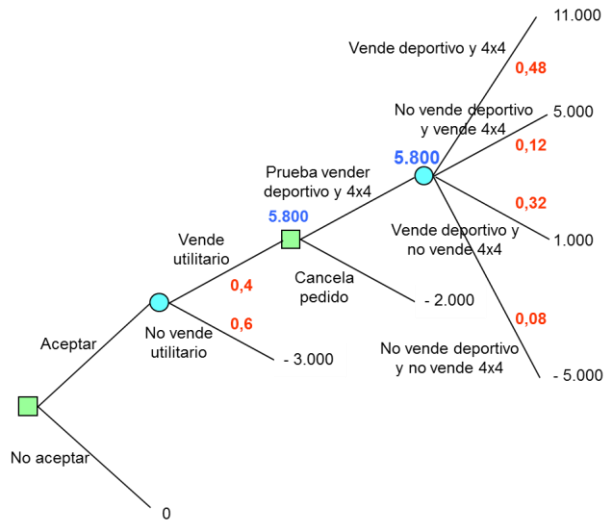 11.000
Vende deportivo y 4x4
0,48
No vende deportivo
y vende 4x4
5.000
0,12
5.800
Prueba vender
deportivo y 4x4
5.800
0,32
Vende deportivo y
no vende 4x4
1.000
Vende
utilitario
0,4
Cancela
pedido
- 2.000
0,6
No vende
utilitario
0,08
Aceptar
- 3.000
No vende deportivo
y no vende 4x4
- 5.000
No aceptar
0